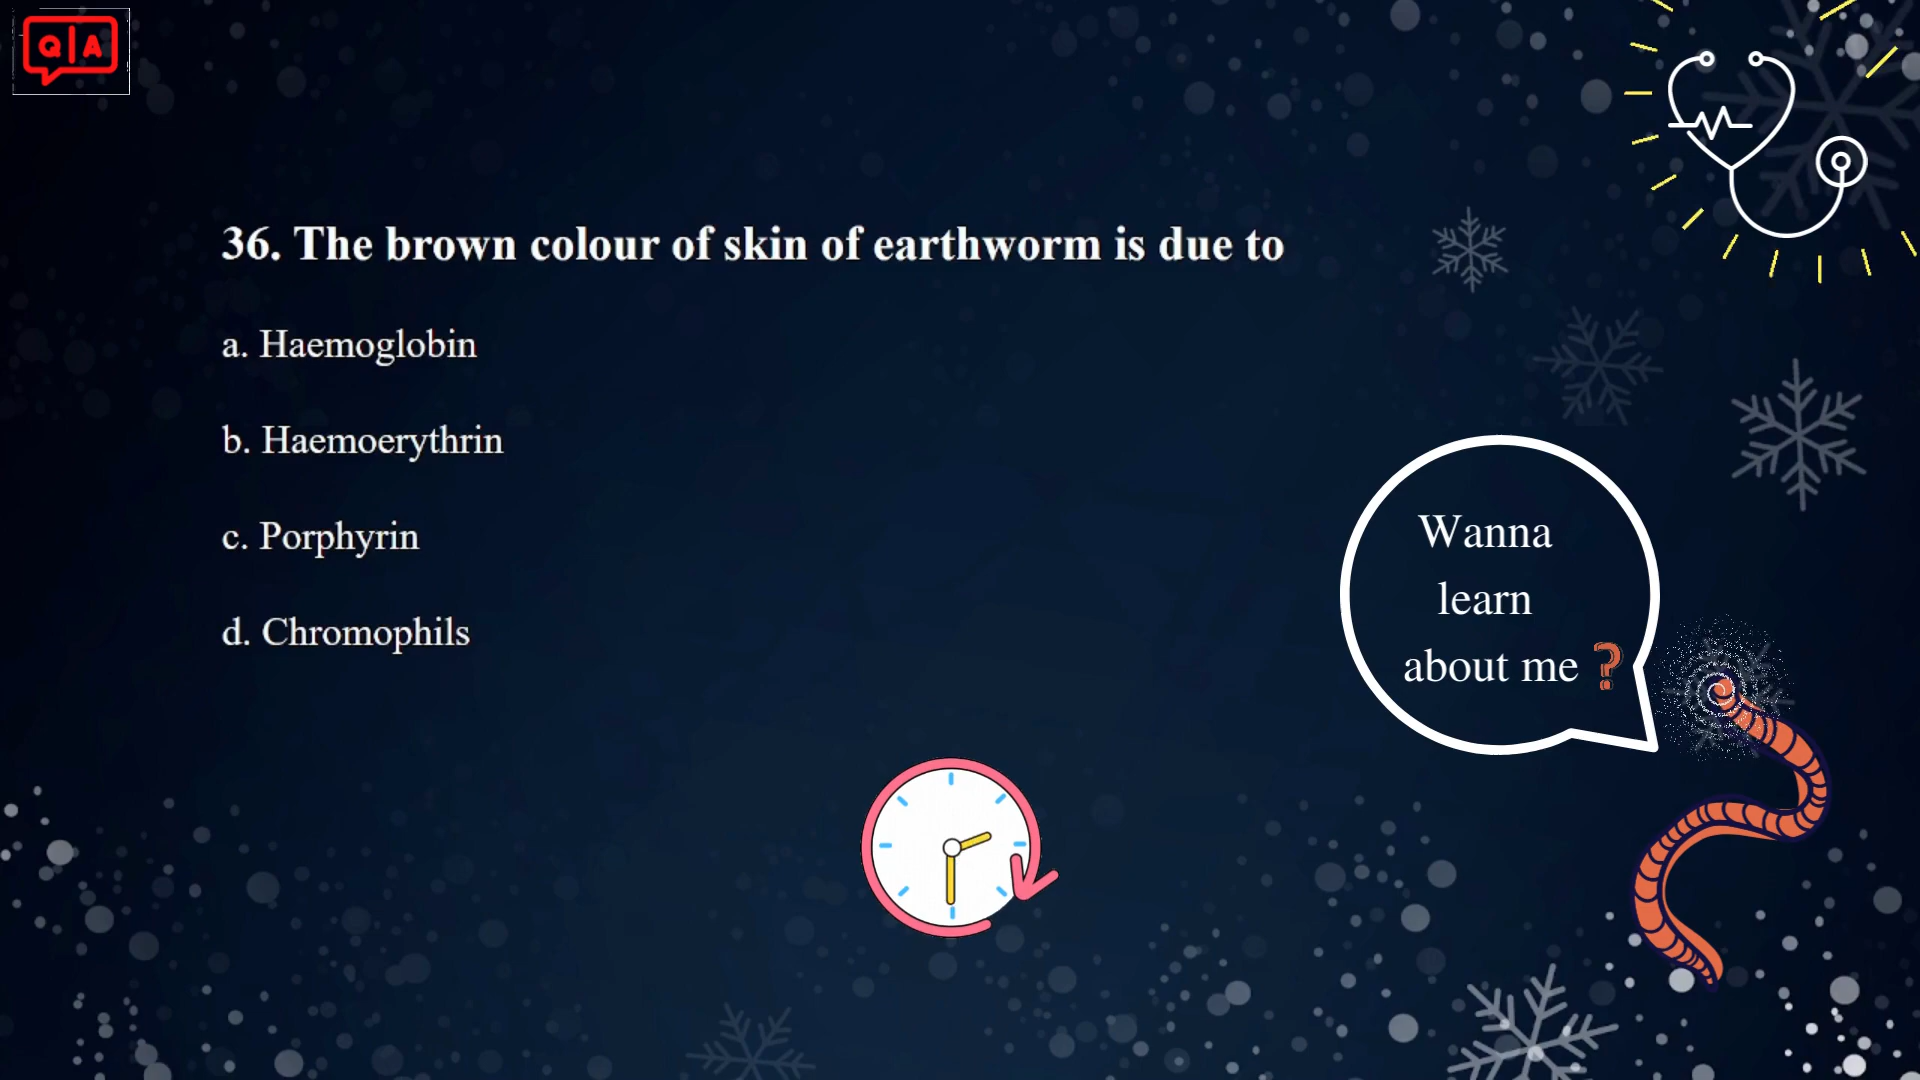 Q|A
36. The brown colour of skin of earthworm is due to
a. Haemoglobin
b. Haemoerythrin
c. Porphyrin
d. Chromophils
Wanna
learn
about me ?